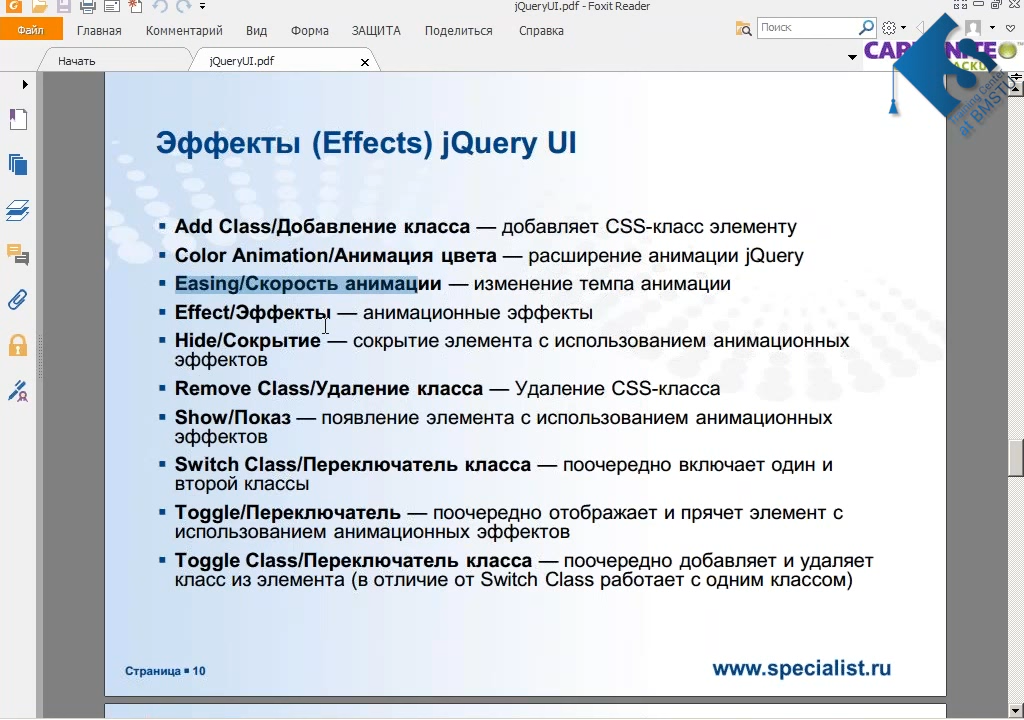 jQueryUI.pdf - Foxit Reader
Файл Главная Комментарий Вид Форма ЗАЩИТА Поделиться Справка Поиск
Начать jQueryUI.pdf
Training Center
at BMSTU
Эффекты (Effects) jQuery UI
Add Class/Добавление класса — добавляет CSS-класс элементу
Color Animation/Анимация цвета — расширение анимации jQuery
Easing/Скорость анимации — изменение темпа анимации
Effect/Эффекты — анимационные эффекты
Hide/Сокрытие — сокрытие элемента с использованием анимационных
эффектов
Remove Class/Удаление класса — Удаление CSS-класса
Show/Показ — появление элемента с использованием анимационных
эффектов
Switch Class/Переключатель класса — поочередно включает один и
второй классы
Toggle/Переключатель — поочередно отображает и прячет элемент с
использованием анимационных эффектов
Toggle Class/Переключатель класса — поочередно добавляет и удаляет
класс из элемента (в отличие от Switch Class работает с одним классом)
Страница ▪ 10
www.specialist.ru